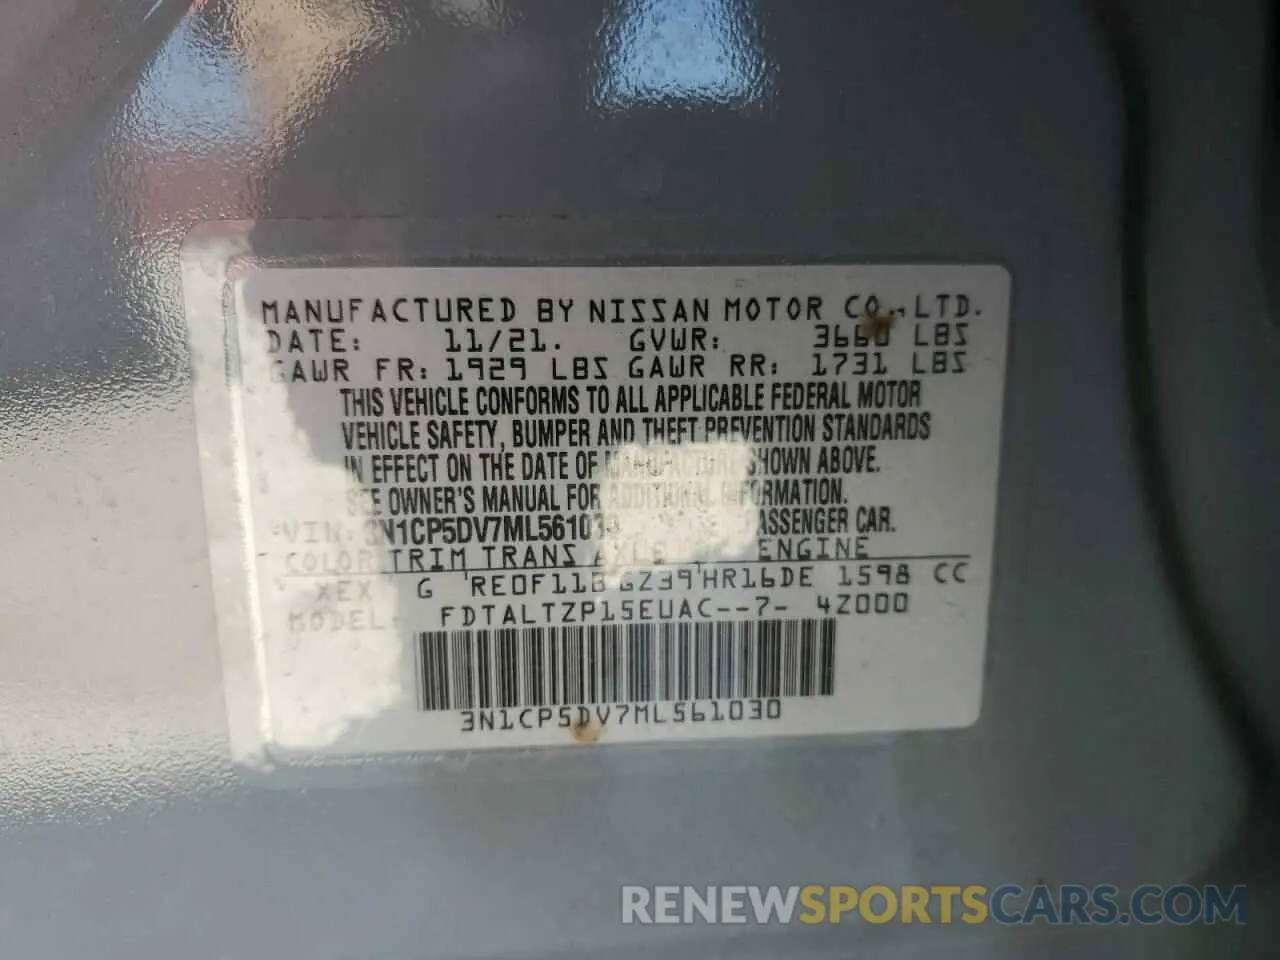 MANUFACTURED BY NISSAN MOTOR CO., LTD.
DATE: 11/21. GVWR: 3660 LBS
GAWR FR: 1929 LBS GAWR RR: 1731 LBS
THIS VEHICLE CONFORMS TO ALL APPLICABLE FEDERAL MOTOR
VEHICLE SAFETY, BUMPER AND THEFT PREVENTION STANDARDS
IN EFFECT ON THE DATE OF MANUFACTURE SHOWN ABOVE.
SEE OWNER'S MANUAL FOR ADDITIONAL INFORMATION.
VIN: 3N1CP5DV7ML561030 PASSENGER CAR.
COLOR TRIM TRANS AXLE ENGINE
XEX G RE0F11B GZ39 HR16DE 1598 CC
MODEL: FDTALTZP15EUAC--7- 4Z000
3N1CP5DV7ML561030
RENEWSPORTSCARS.COM